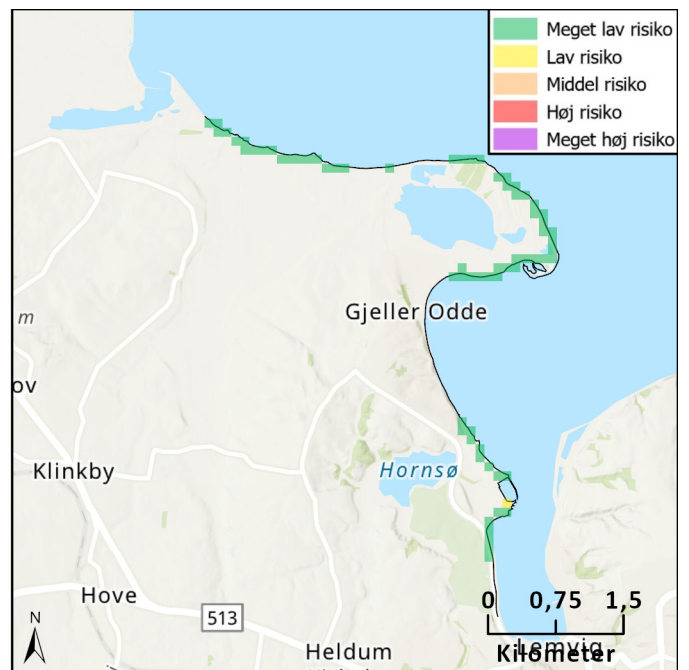 Meget lav risiko
Lav risiko
Middel risiko
Høj risiko
Meget høj risiko
Gjeller Odde
m
ov
Klinkby
Hornsø
Hove
513
0 0,75 1,5
Kilometer
Lemvig
N
Heldum